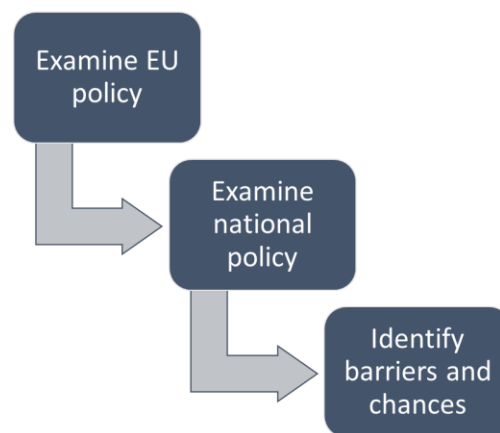 Examine EU
policy
Examine
national
policy
Identify
barriers and
chances